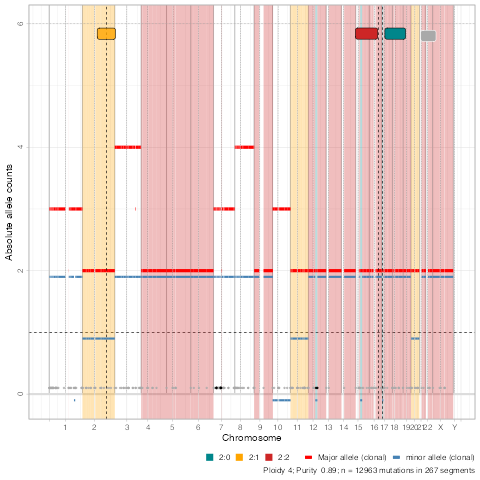 Absolute allele counts
6
4
2
0
1 2 3 4 5 6 7 8 9 10 11 12 13 14 15 16 17 18 19 20 21 22 X Y
Chromosome
2:0 2:1 2:2 Major allele (clonal) minor allele (clonal)
Ploidy 4; Purity 0.89; n = 12963 mutations in 267 segments